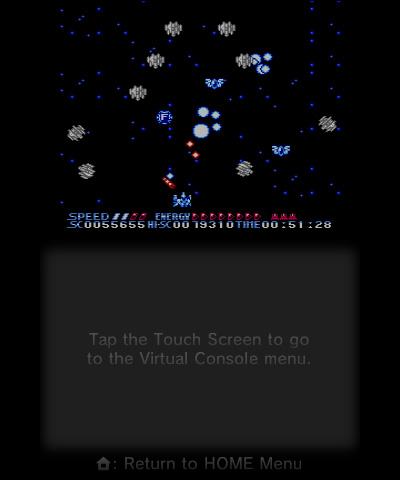 F
SPEED ENERGY
SC0055655 HI-SC0019310 TIME00:51:28
Tap the Touch Screen to go
to the Virtual Console menu.
: Return to HOME Menu